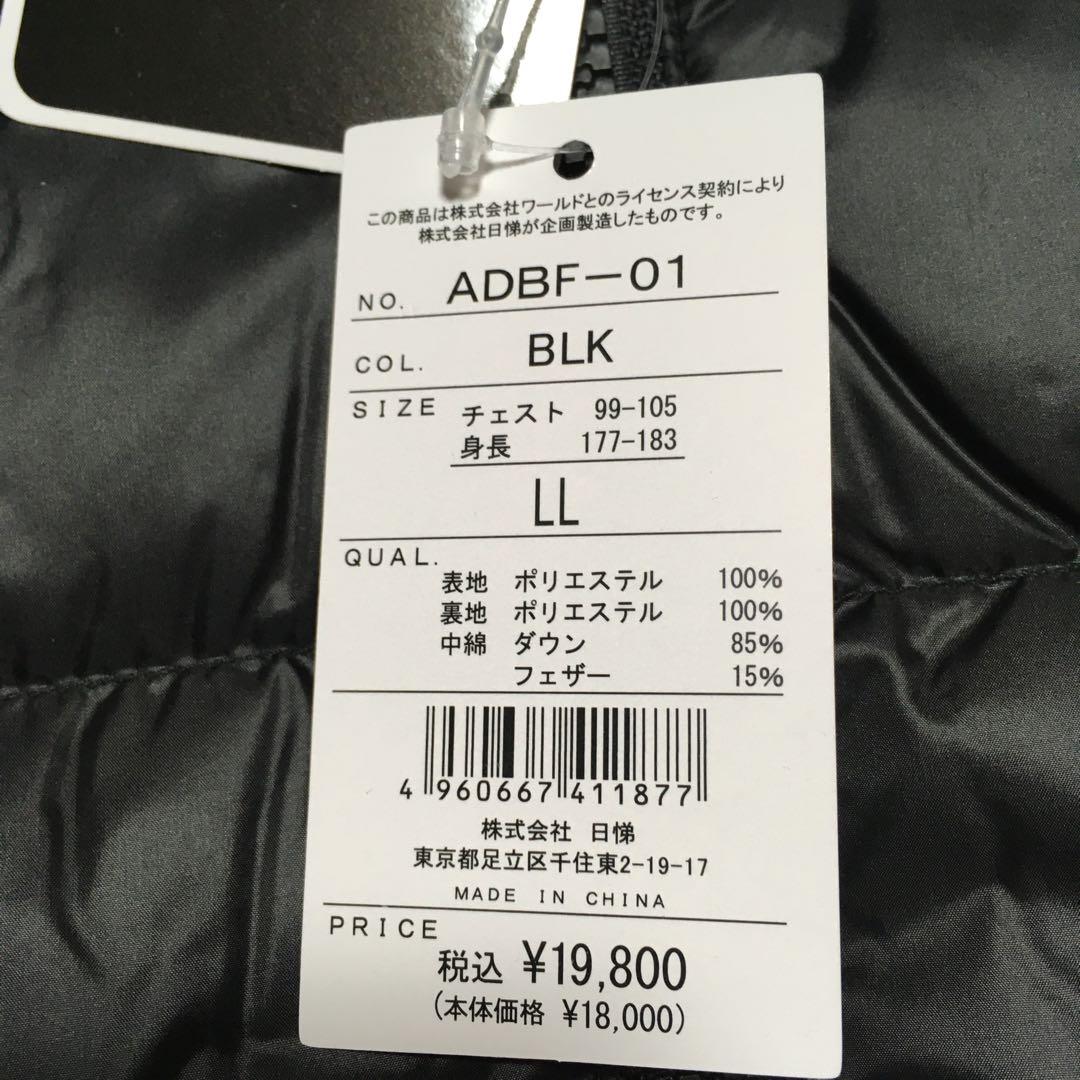 この商品は株式会社ワールドとのライセンス契約により
株式会社日悌が企画製造したものです。
NO. ADBF-01
COL. BLK
SIZE チェスト 99-105
身長 177-183
LL
QUAL.
表地 ポリエステル 100%
裏地 ポリエステル 100%
中綿 ダウン 85%
フェザー 15%
4 960667 411877
株式会社 日悌
東京都足立区千住東2-19-17
MADE IN CHINA
PRICE
税込 ¥19,800
(本体価格 ¥18,000)